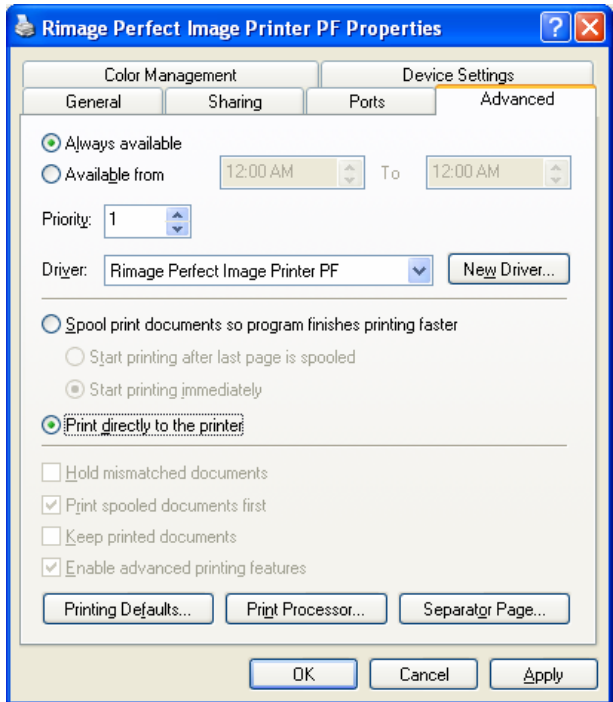 Rimage Perfect Image Printer PF Properties
Color Management Device Settings
General Sharing Ports Advanced
Always available
Available from 12:00 AM To 12:00 AM
Priority: 1
Driver: Rimage Perfect Image Printer PF New Driver...
Spool print documents so program finishes printing faster
Start printing after last page is spooled
Start printing immediately
Print directly to the printer
Hold mismatched documents
Print spooled documents first
Keep printed documents
Enable advanced printing features
Printing Defaults... Print Processor... Separator Page...
OK Cancel Apply